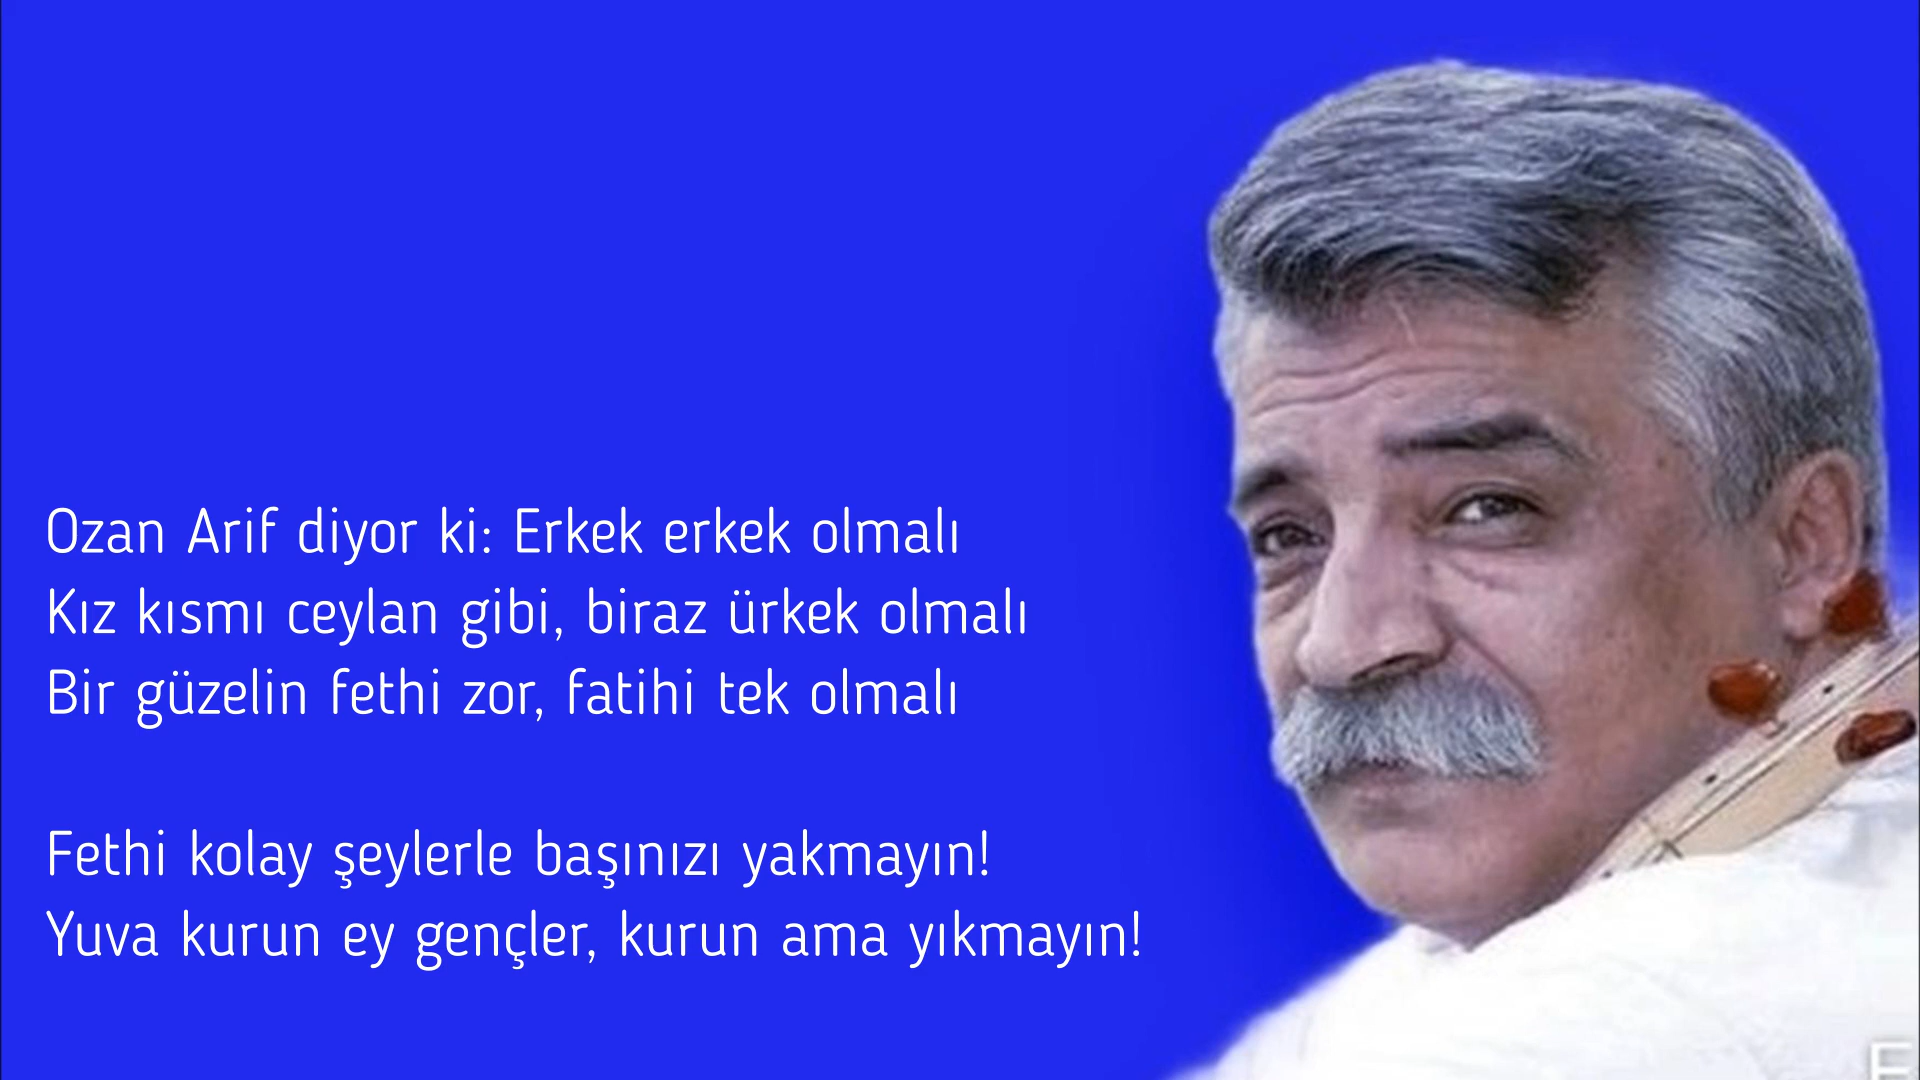 Ozan Arif diyor ki: Erkek erkek olmalı
Kız kısmı ceylan gibi, biraz ürkek olmalı
Bir güzelin fethi zor, fatihi tek olmalı
Fethi kolay şeylerle başınızı yakmayın!
Yuva kurun ey gençler, kurun ama yıkmayın!